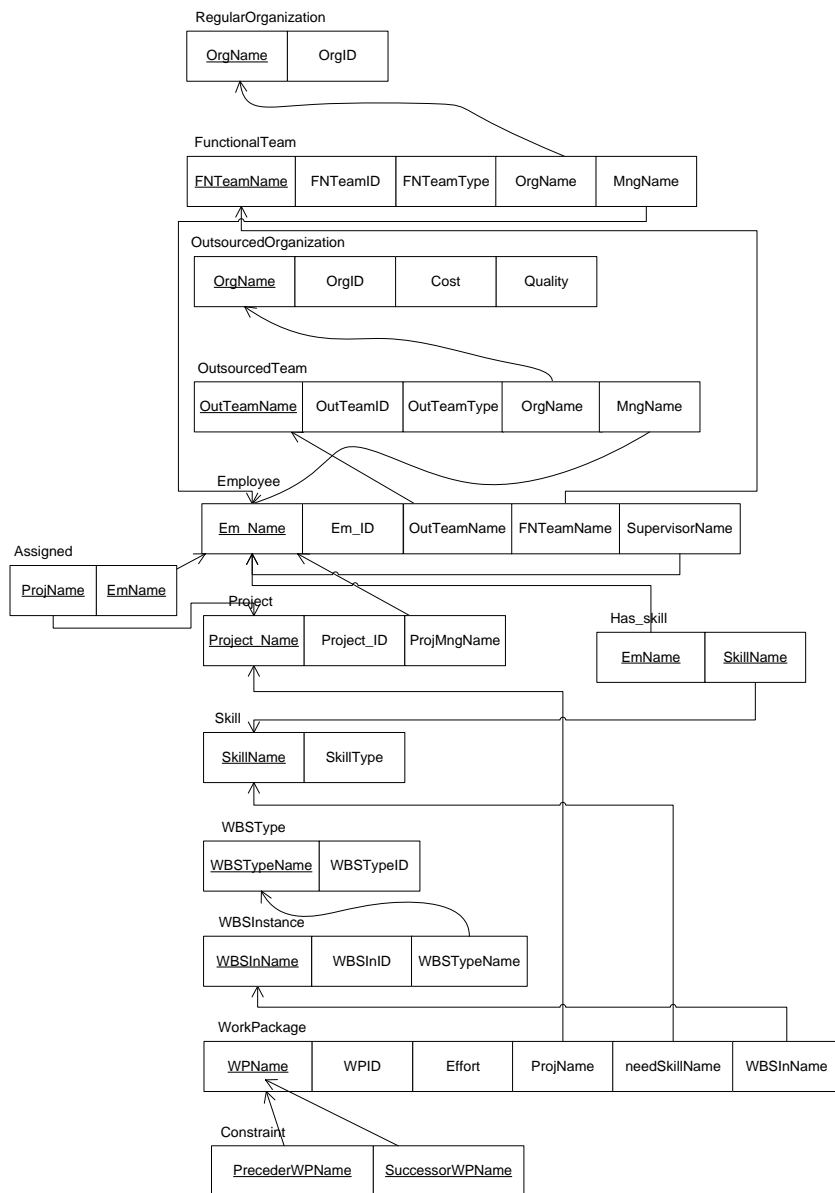 RegularOrganization
OrgName OrgID
FunctionalTeam
FNTeamName FNTeamID FNTeamType OrgName MngName
OutsourcedOrganization
OrgName OrgID Cost Quality
OutsourcedTeam
OutTeamName OutTeamID OutTeamType OrgName MngName
Employee
Em_Name Em_ID OutTeamName FNTeamName SupervisorName
Assigned
ProjName EmName
Project
Project_Name Project_ID ProjMngName
Has_skill
EmName SkillName
Skill
SkillName SkillType
WBSType
WBSTypeName WBSTypeID
WBSInstance
WBSInName WBSInID WBSTypeName
WorkPackage
WPName WPID Effort ProjName needSkillName WBSInName
Constraint
PrecederWPName SuccessorWPName